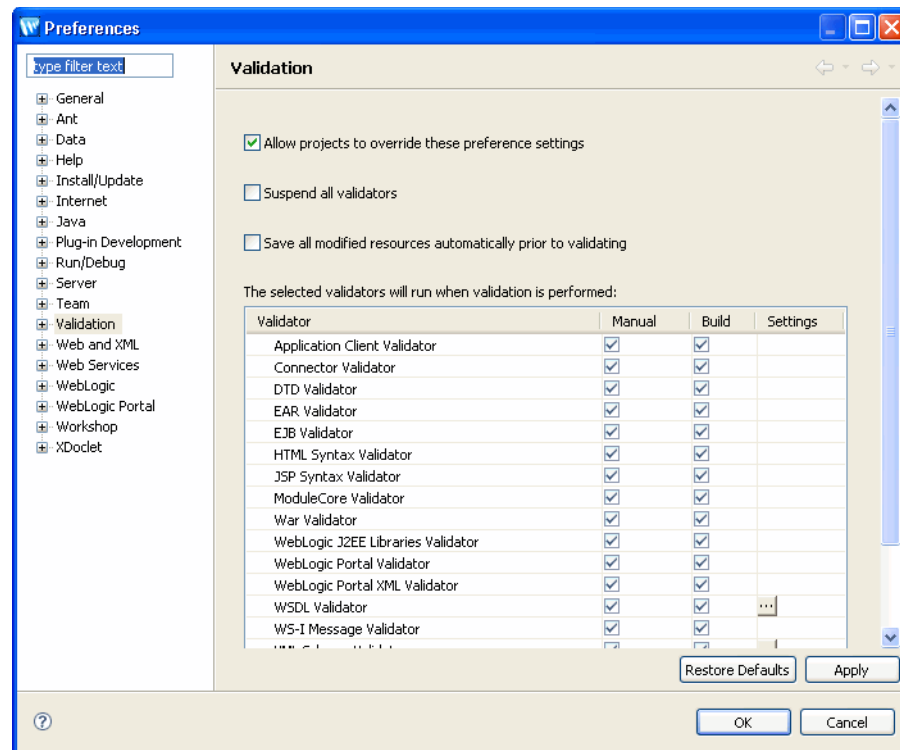 Preferences
type filter text
General
Ant
Data
Help
Install/Update
Internet
Java
Plug-in Development
Run/Debug
Server
Team
Validation
Web and XML
Web Services
WebLogic
WebLogic Portal
Workshop
XDoclet
Validation
Allow projects to override these preference settings
Suspend all validators
Save all modified resources automatically prior to validating
The selected validators will run when validation is performed:
Validator Manual Build Settings
Application Client Validator
Connector Validator
DTD Validator
EAR Validator
EJB Validator
HTML Syntax Validator
JSP Syntax Validator
ModuleCore Validator
War Validator
WebLogic J2EE Libraries Validator
WebLogic Portal Validator
WebLogic Portal XML Validator
WSDL Validator ...
WS-I Message Validator
Restore Defaults Apply
OK Cancel